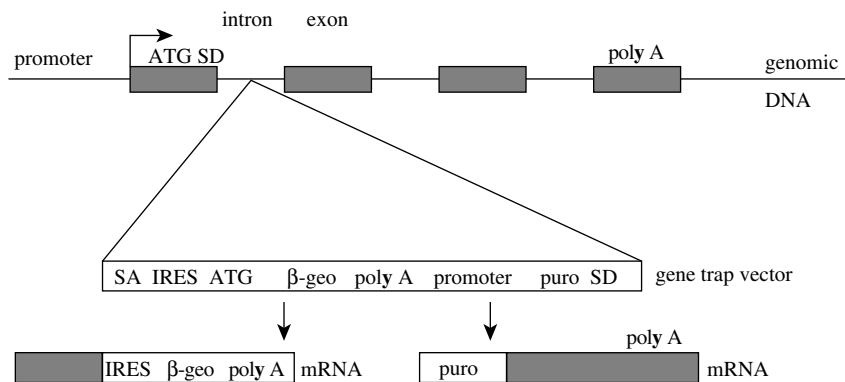 intron exon
promoter ATG SD poly A genomic
DNA
SA IRES ATG β-geo poly A promoter puro SD gene trap vector
poly A
IRES β-geo poly A mRNA puro mRNA